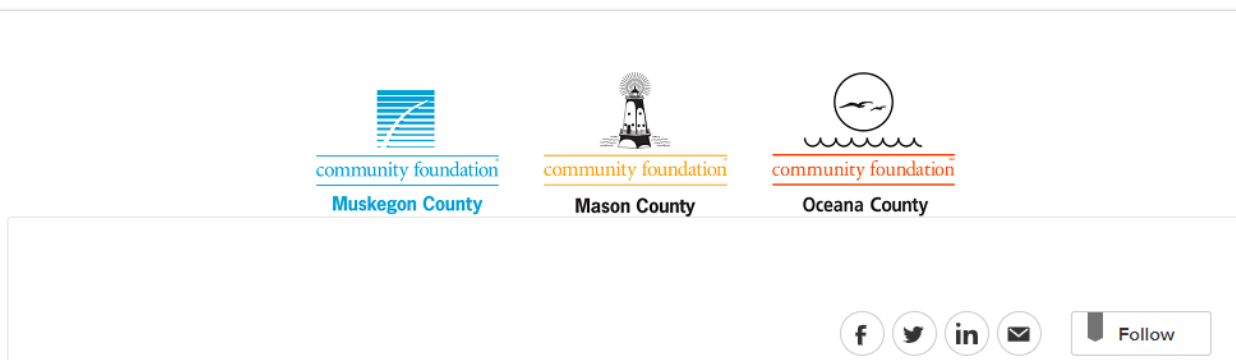 community foundation
Muskegon County
community foundation
Mason County
community foundation
Oceana County
Follow